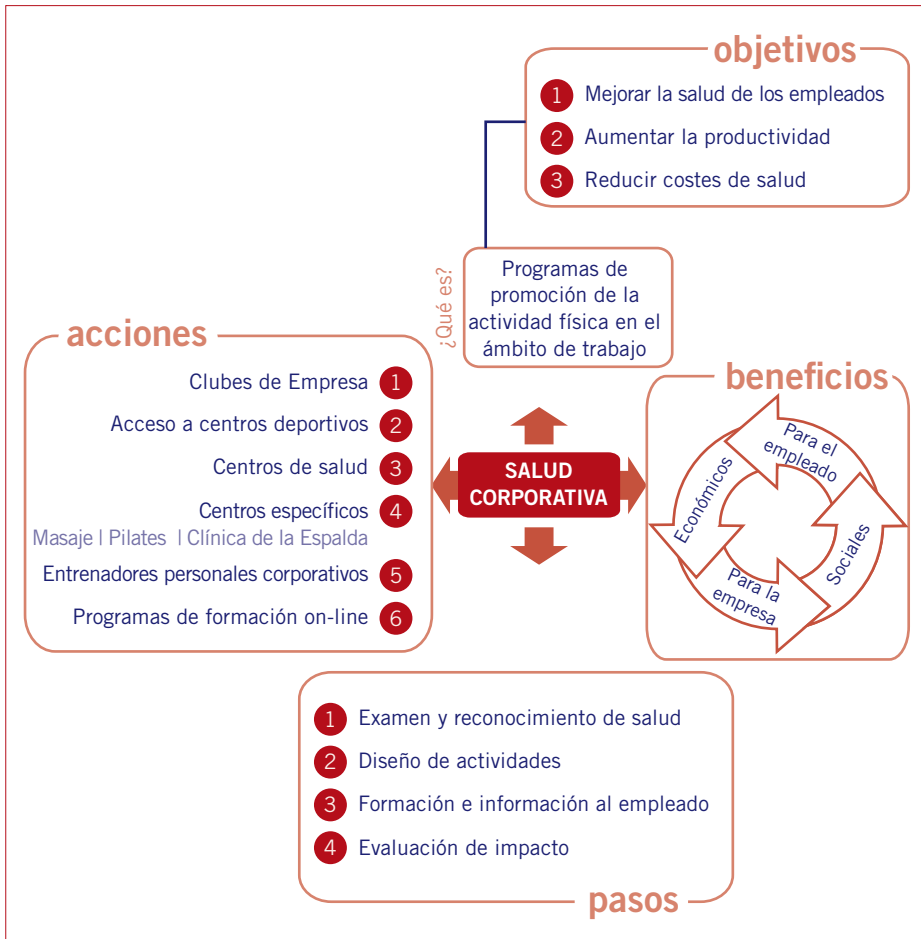 objetivos
1 Mejorar la salud de los empleados
2 Aumentar la productividad
3 Reducir costes de salud
¿Qué es?
Programas de
promoción de la
actividad física en el
ámbito de trabajo
acciones
Clubes de Empresa 1
Acceso a centros deportivos 2
Centros de salud 3
Centros específicos 4
Masaje | Pilates | Clínica de la Espalda
Entrenadores personales corporativos 5
Programas de formación on-line 6
SALUD
CORPORATIVA
beneficios
Para el
empleado
Sociales
Para la
empresa
Económicos
1 Examen y reconocimiento de salud
2 Diseño de actividades
3 Formación e información al empleado
4 Evaluación de impacto
pasos